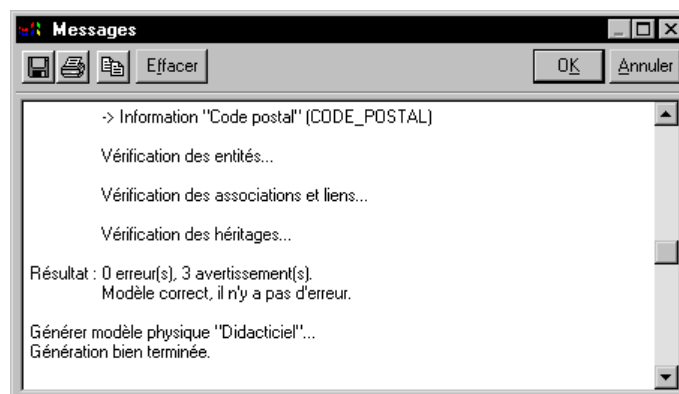 Messages
Effacer
OK
Annuler
-> Information "Code postal" (CODE_POSTAL)
Vérification des entités...
Vérification des associations et liens...
Vérification des héritages...
Résultat : 0 erreur(s), 3 avertissement(s).
Modèle correct, il n'y a pas d'erreur.
Générer modèle physique "Didacticiel"...
Génération bien terminée.